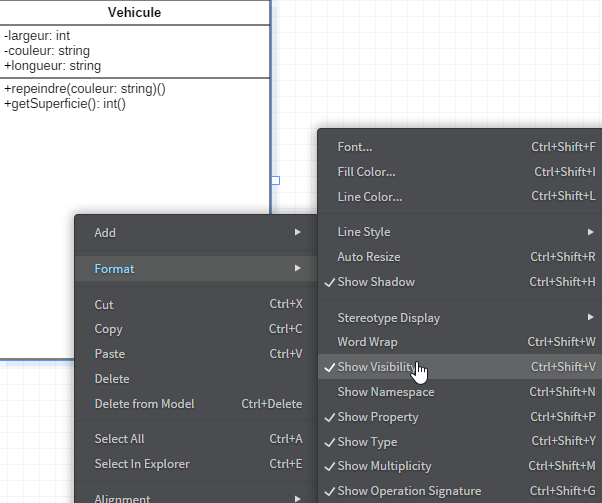 Vehicule
-largeur: int
-couleur: string
+longueur: string
+repeindre(couleur: string)()
+getSuperficie(): int()
Add
Format
Cut Ctrl+X
Copy Ctrl+C
Paste Ctrl+V
Delete
Delete from Model Ctrl+Delete
Select All Ctrl+A
Select In Explorer Ctrl+E
Alignment
Font... Ctrl+Shift+F
Fill Color... Ctrl+Shift+I
Line Color... Ctrl+Shift+L
Line Style
Auto Resize Ctrl+Shift+R
Show Shadow Ctrl+Shift+H
Stereotype Display
Word Wrap Ctrl+Shift+W
Show Visibility Ctrl+Shift+V
Show Namespace Ctrl+Shift+N
Show Property Ctrl+Shift+P
Show Type Ctrl+Shift+Y
Show Multiplicity Ctrl+Shift+M
Show Operation Signature Ctrl+Shift+G